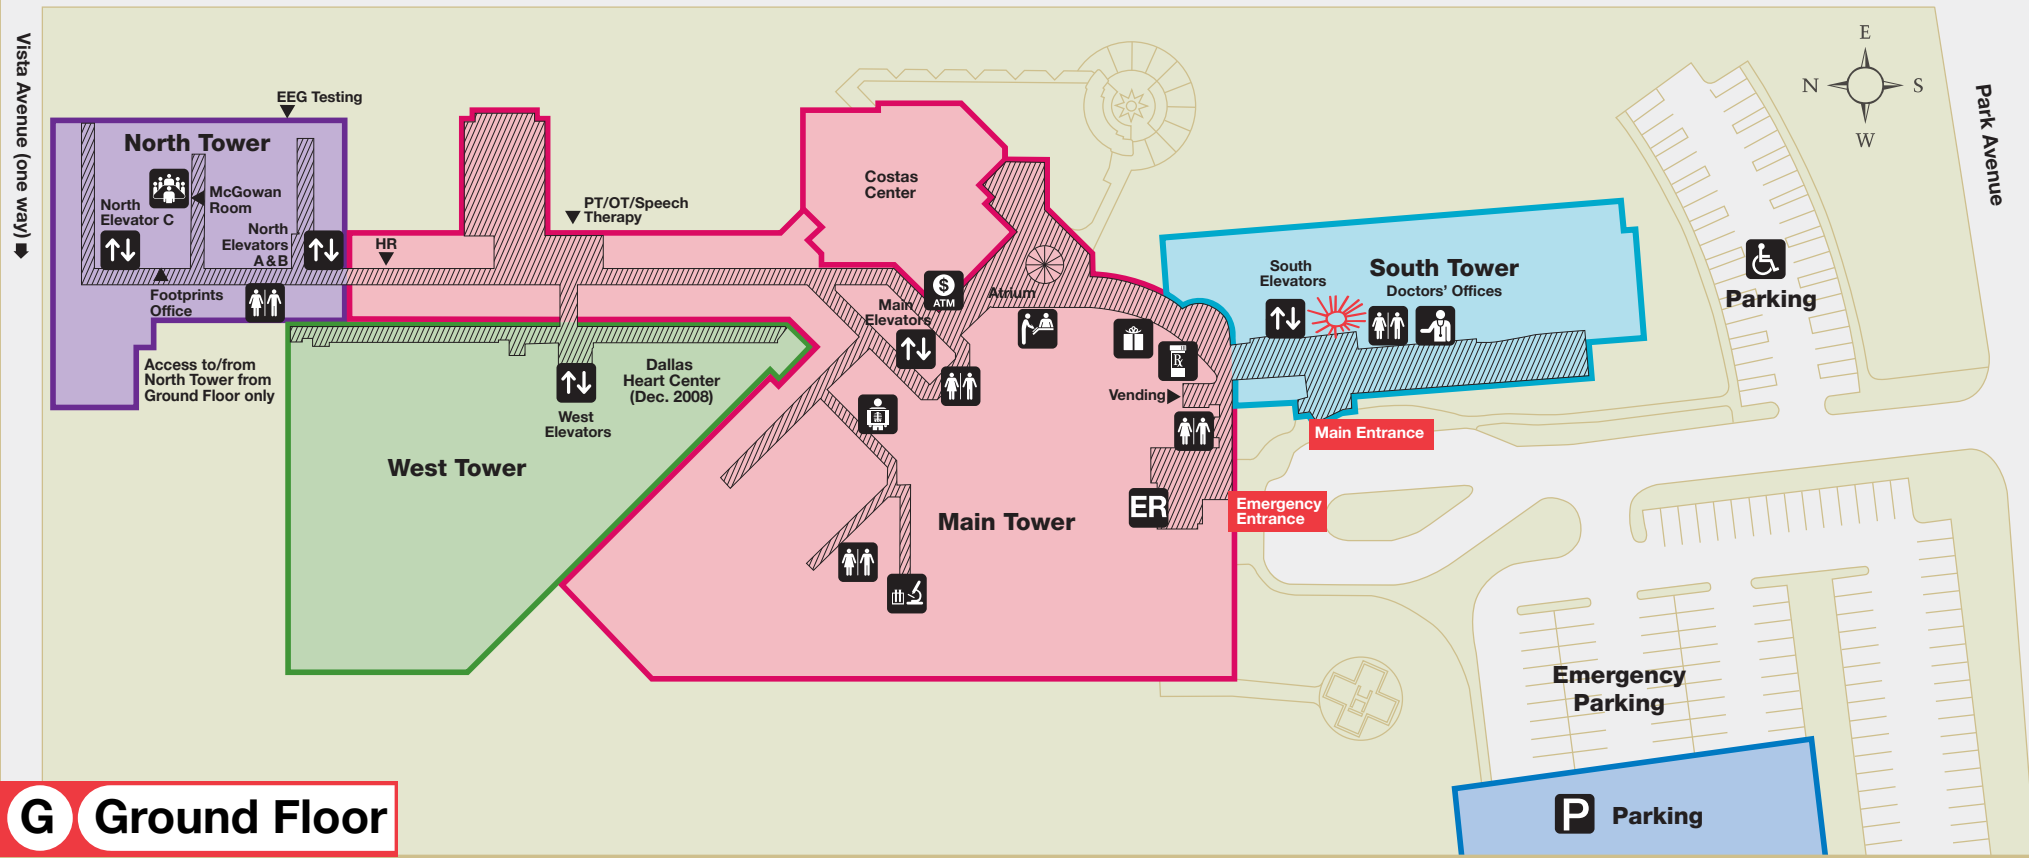 Vista Avenue (one way)
EEG Testing
North Tower
North
Elevator C
McGowan
Room
North
Elevators
A & B
Footprints
Office
Access to/from
North Tower from
Ground Floor only
HR
PT/OT/Speech
Therapy
Costas
Center
$
ATM
Atrium
Main
Elevators
Dallas
Heart Center
(Dec. 2008)
West
Elevators
West Tower
Main Tower
Rx
Vending
ER
South
Elevators
South Tower
Doctors' Offices
Main Entrance
Emergency
Entrance
Parking
E
N
S
W
Park Avenue
H
Emergency
Parking
P
Parking
G
Ground Floor